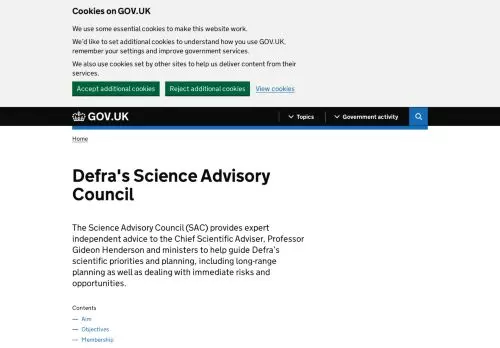 Cookies on GOV.UK
We use some essential cookies to make this website work.
We'd like to set additional cookies to understand how you use GOV.UK,
remember your settings and improve government services.
We also use cookies set by other sites to help us deliver content from their
services.
Accept additional cookies
Reject additional cookies
View cookies
GOV.UK
Topics
Government activity
Home
Defra's Science Advisory
Council
The Science Advisory Council (SAC) provides expert
independent advice to the Chief Scientific Adviser, Professor
Gideon Henderson and ministers to help guide Defra's
scientific priorities and planning, including long-range
planning as well as dealing with immediate risks and
opportunities.
Contents
— Aim
— Objectives
— Membership